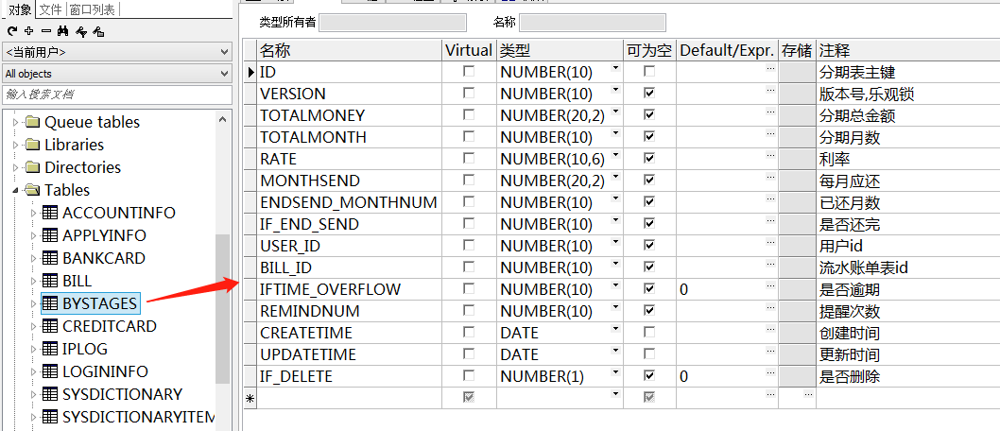 对象 文件 窗口列表
<当前用户>
All objects
输入搜索文档
Queue tables
Libraries
Directories
Tables
ACCOUNTINFO
APPLYINFO
BANKCARD
BILL
BYSTAGES
CREDITCARD
IPLOG
LOGININFO
SYSDICTIONARY
SYSDICTIONARYITEM
类型所有者 名称
名称 Virtual 类型 可为空 Default/Expr. 存储 注释
ID NUMBER(10) 分期表主键
VERSION NUMBER(10) 版本号,乐观锁
TOTALMONEY NUMBER(20,2) 分期总金额
TOTALMONTH NUMBER(10) 分期月数
RATE NUMBER(10,6) 利率
MONTHSEND NUMBER(20,2) 每月应还
ENDSEND_MONTHNUM NUMBER(10) 已还月数
IF_END_SEND NUMBER(10) 是否还完
USER_ID NUMBER(10) 用户id
BILL_ID NUMBER(10) 流水账单表id
IFTIME_OVERFLOW NUMBER(10) 0 是否逾期
REMINDNUM NUMBER(10) 提醒次数
CREATETIME DATE 创建时间
UPDATETIME DATE 更新时间
IF_DELETE NUMBER(1) 0 是否删除